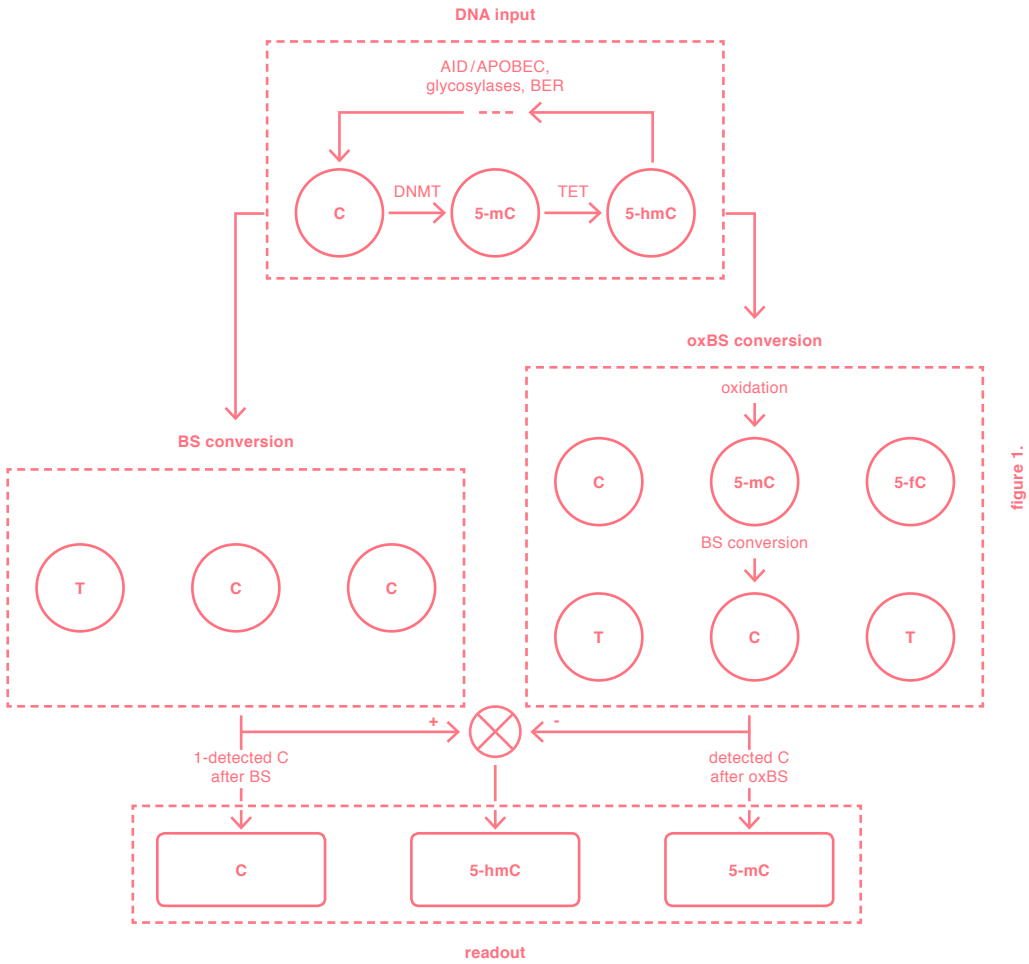 DNA input
AID/APOBEC,
glycosylases, BER
C
DNMT
5-mC
TET
5-hmC
oxBS conversion
oxidation
C
5-mC
5-fC
BS conversion
T
C
T
BS conversion
T
C
C
figure 1.
+
-
1-detected C
after BS
detected C
after oxBS
C
5-hmC
5-mC
readout